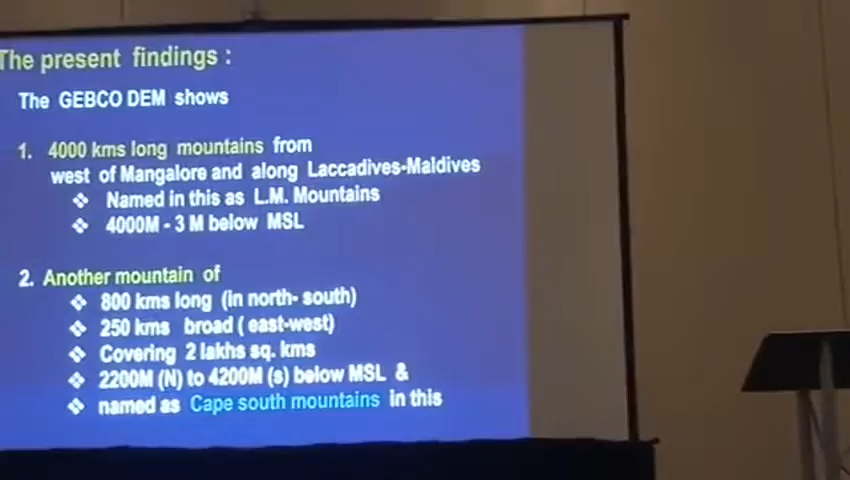 The present findings :
The GEBCO DEM shows
1. 4000 kms long mountains from
west of Mangalore and along Laccadives-Maldives
❖ Named in this as L.M. Mountains
❖ 4000M - 3 M below MSL
2. Another mountain of
❖ 800 kms long (in north- south)
❖ 250 kms broad ( east-west)
❖ Covering 2 lakhs sq. kms
❖ 2200M (N) to 4200M (s) below MSL &
❖ named as Cape south mountains in this